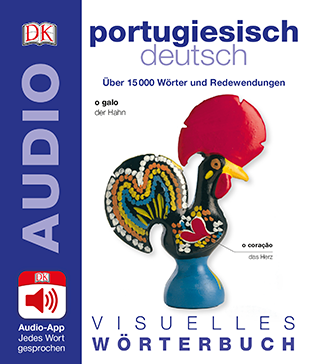 DK
AUDIO
portugiesisch
deutsch
Über 15 000 Wörter und Redewendungen
o galo
der Hahn
o coração
das Herz
DK
Audio-App
Jedes Wort
gesprochen
VISUELLES
WÖRTERBUCH